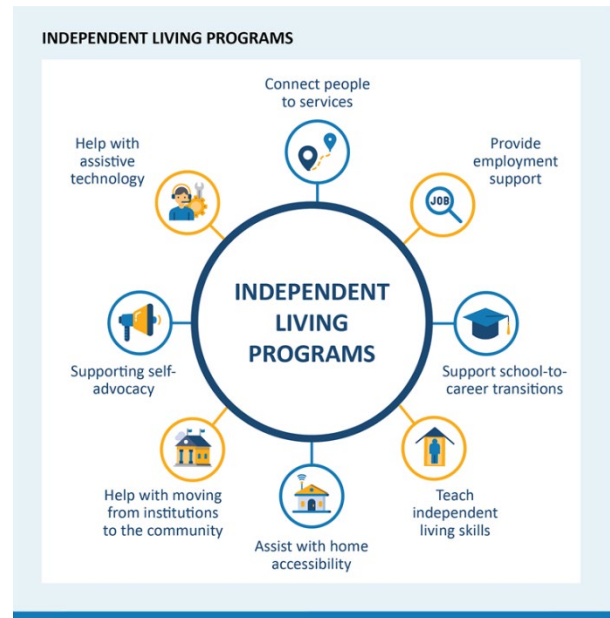 INDEPENDENT LIVING PROGRAMS
Connect people
to services
Provide
employment
support
JOB
Support school-to-
career transitions
Teach
independent
living skills
Assist with home
accessibility
Help with moving
from institutions
to the community
Supporting self-
advocacy
Help with
assistive
technology
INDEPENDENT
LIVING
PROGRAMS